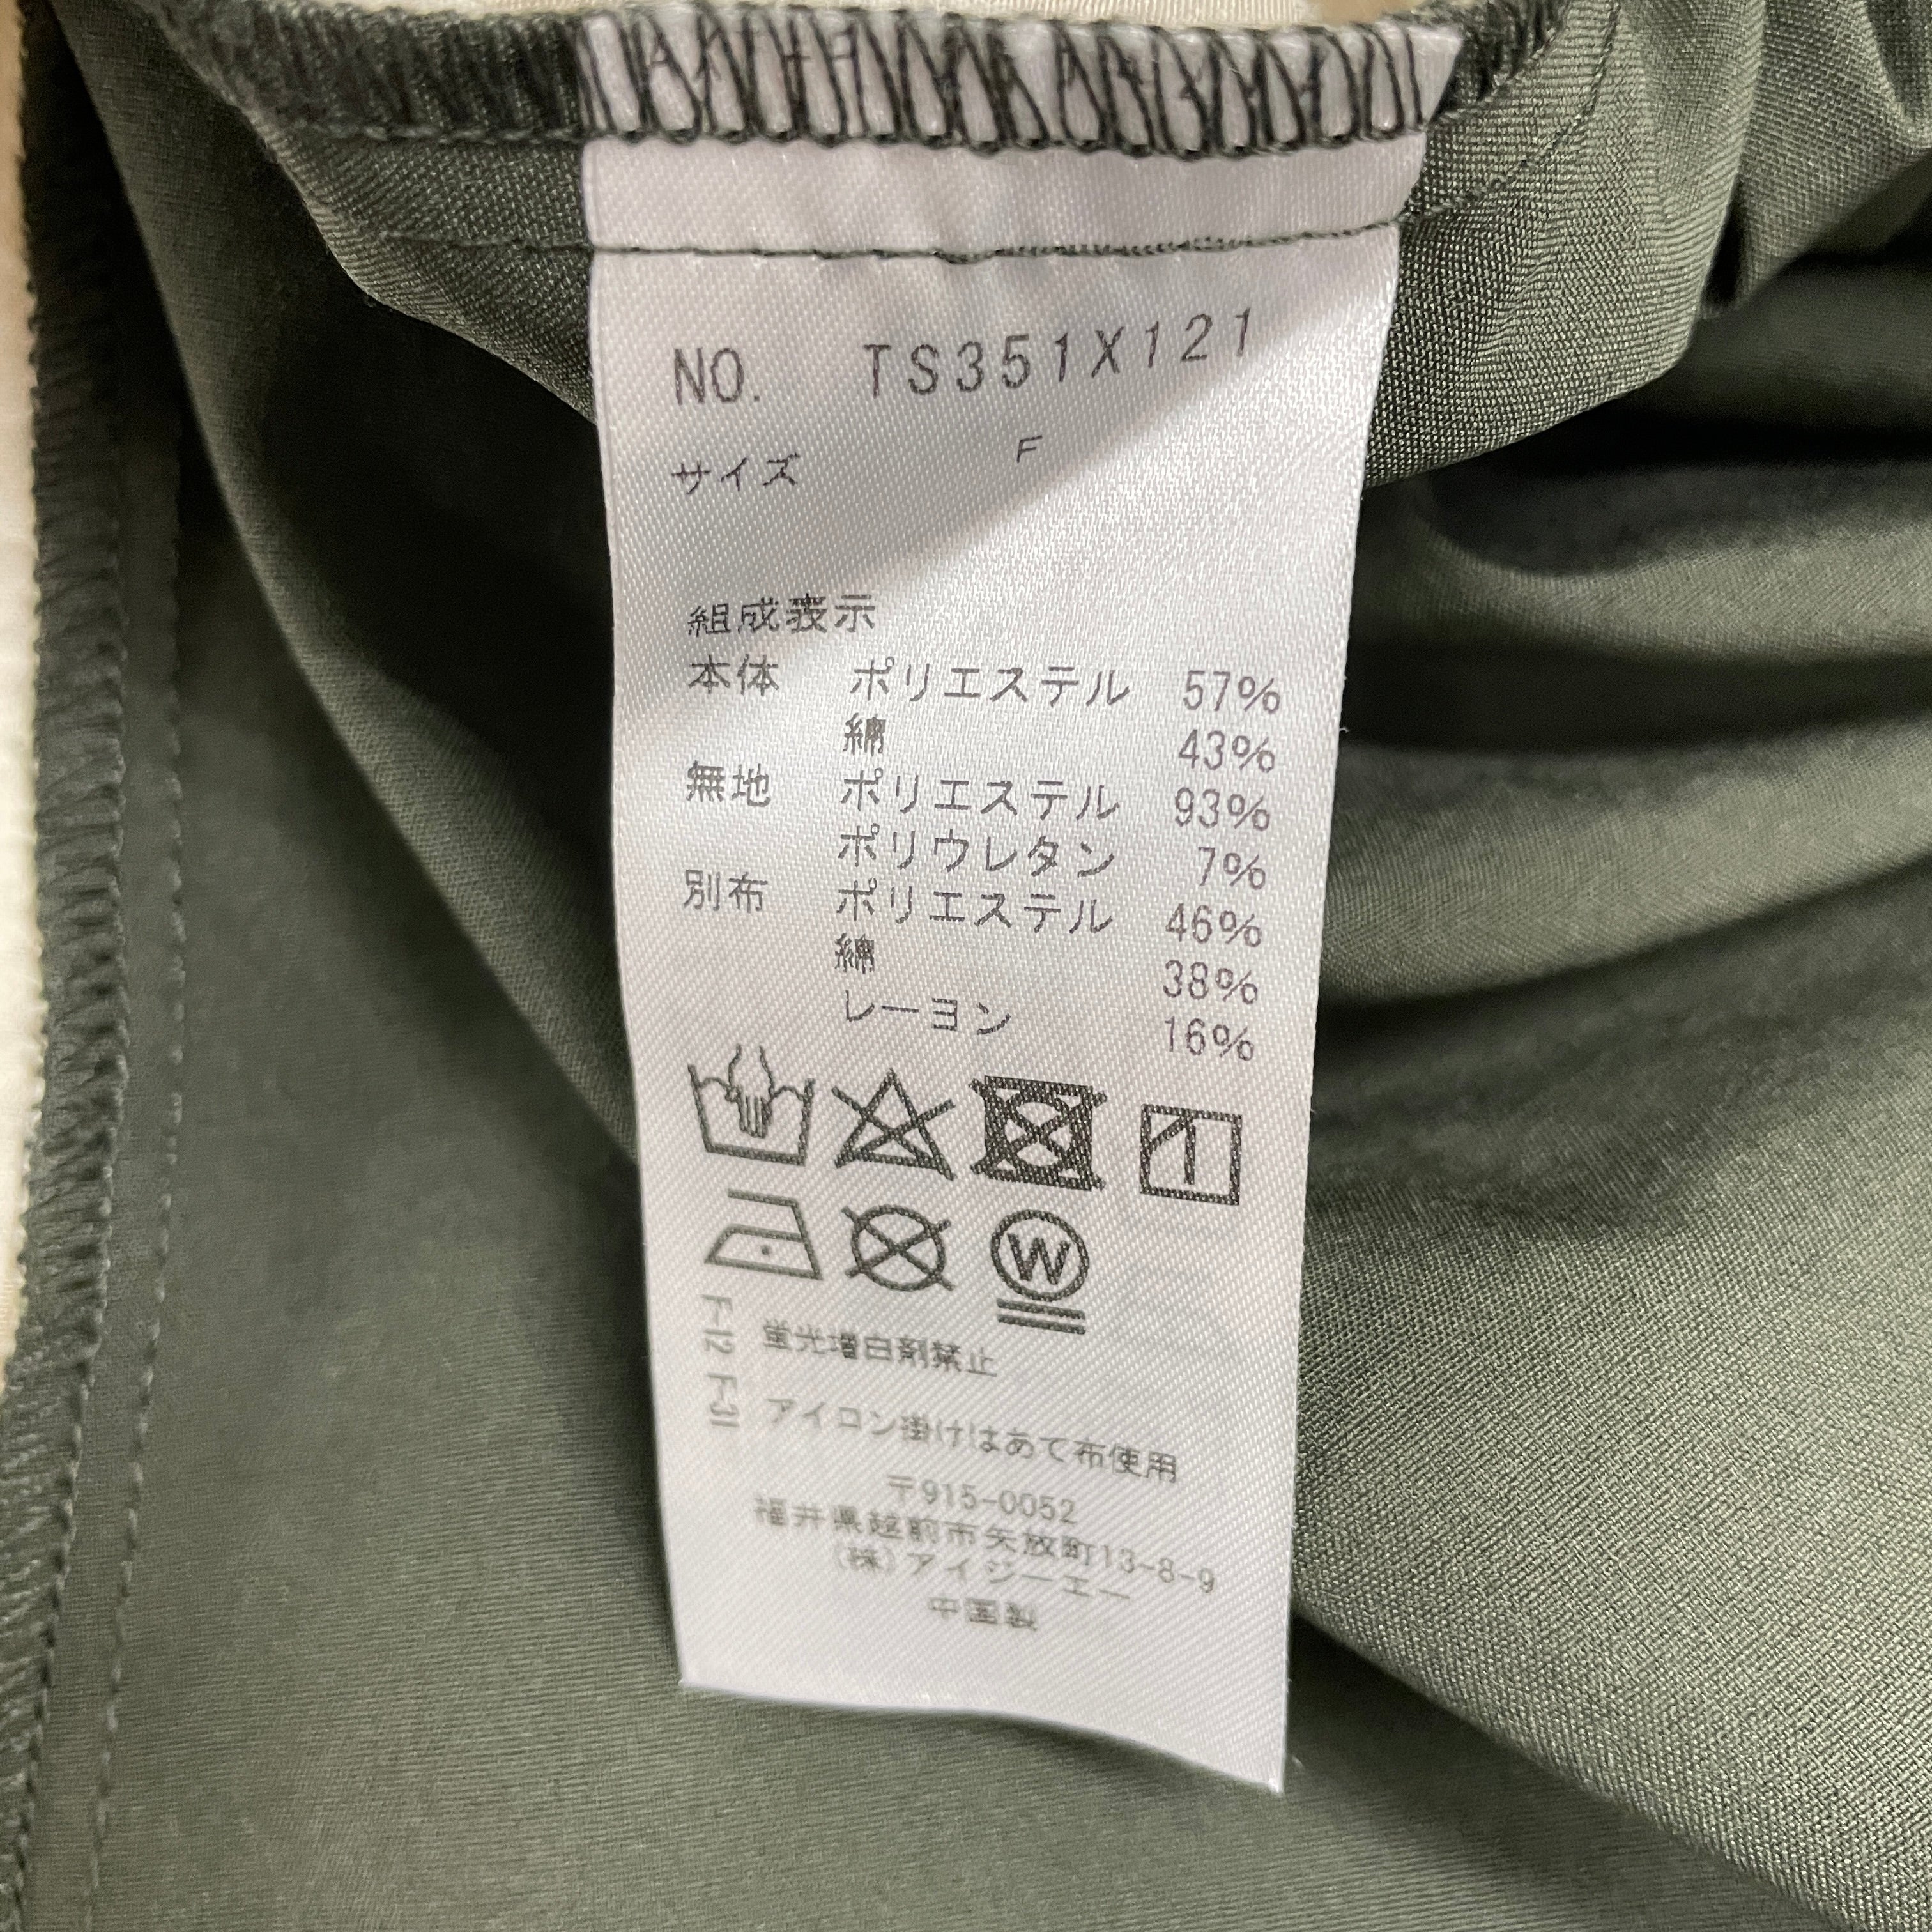 NO. TS351X121
サイズ F
組成表示
本体 ポリエステル 57%
綿 43%
無地 ポリエステル 93%
ポリウレタン 7%
別布 ポリエステル 46%
綿 38%
レーヨン 16%
W
F-12 F-31
蛍光増白剤禁止
アイロン掛けはあて布使用
〒915-0052
福井県越前市矢放町13-8-9
(株)アイジーエー
中国製